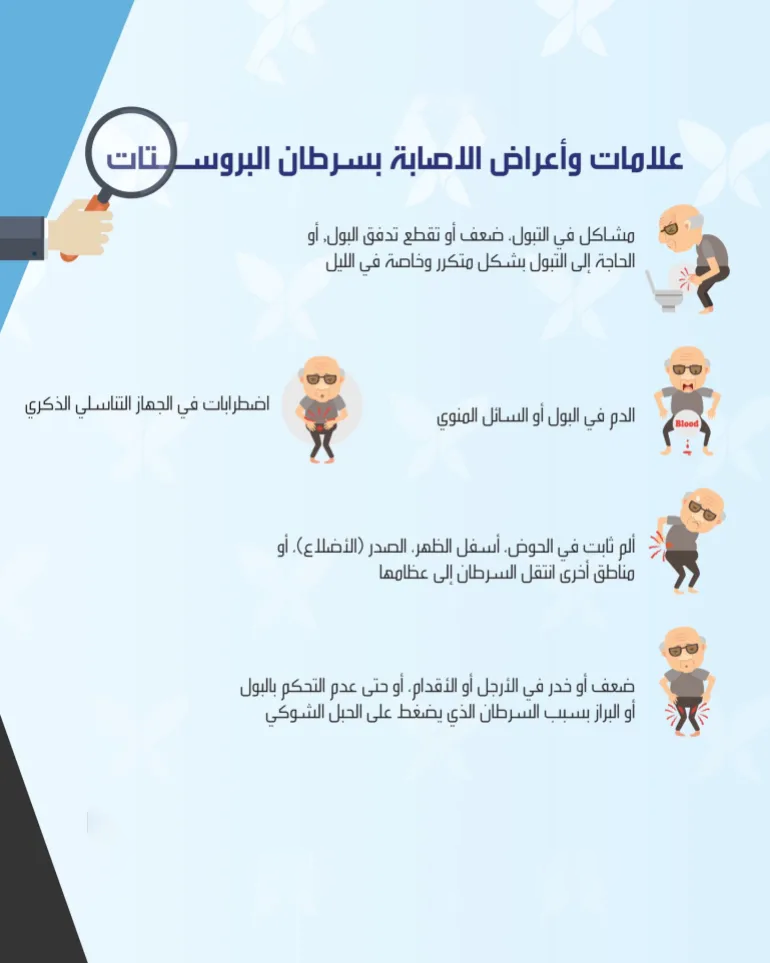 علامات وأعراض الاصابة بسرطان البروســـتات
مشاكل في التبول، ضعف أو تقطع تدفق البول, أو
الحاجة إلى التبول بشكل متكرر وخاصة في الليل
الدم في البول أو السائل المنوي
Blood
اضطرابات في الجهاز التناسلي الذكري
ألم ثابت في الحوض، أسفل الظهر، الصدر (الأضلاع)، أو
مناطق أخرى انتقل السرطان إلى عظامها
ضعف أو خدر في الأرجل أو الأقدام، أو حتى عدم التحكم بالبول
أو البراز بسبب السرطان الذي يضغط على الحبل الشوكي